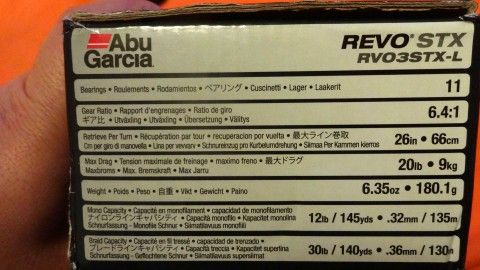 Abu
Garcia
REVO® STX
RVO3STX-L
Bearings • Roulements • Rodamientos • ベアリング • Cuscinetti • Lager • Laakerit
11
Gear Ratio • Rapport d'engrenages • Ratio de giro
ギア比 • Utväxling • Utväxling • Übersetzung • Välitys
6.4:1
Retrieve Per Turn • Récupération par tour • recuperacion por vuelta • 最大ライン巻取
Cm per giro di manovella • Lina per vevvarv • Schnureinzug pro Kurbelumdrehung • Siimaa Per Kammen kierros
26in • 66cm
Max Drag • Tension maximale de freinage • maximo freno • 最大ドラグ
Maxbroms • Max. Bremskraft • Max Jarru
20lb • 9kg
Weight • Poids • Peso • 自重 • Vikt • Gewicht • Paino
6.35oz • 180.1g
Mono Capacity • Capacité en monofilament • capacidad de monofilamento
ナイロンラインキャパシティ • Capacità monofilo • Kapacitet monolina
Schnurfassung - Monofile Schnur • Siimatilavuus monofiili
12lb / 145yds • .32mm / 135m
Braid Capacity • Capacité en fil tressé • capacidad de trenzado •
ブレードラインキャパシティ • Capacità treccia • Kapacitet supertina
Schnurfassung - Geflochtene Schnur • Siimatilavuus supersiimat
30lb / 140yds • .36mm / 130m